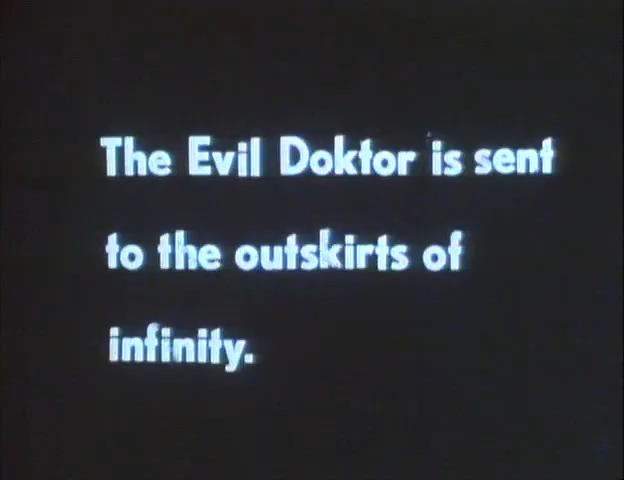 The Evil Doktor is sent
to the outskirts of
infinity.